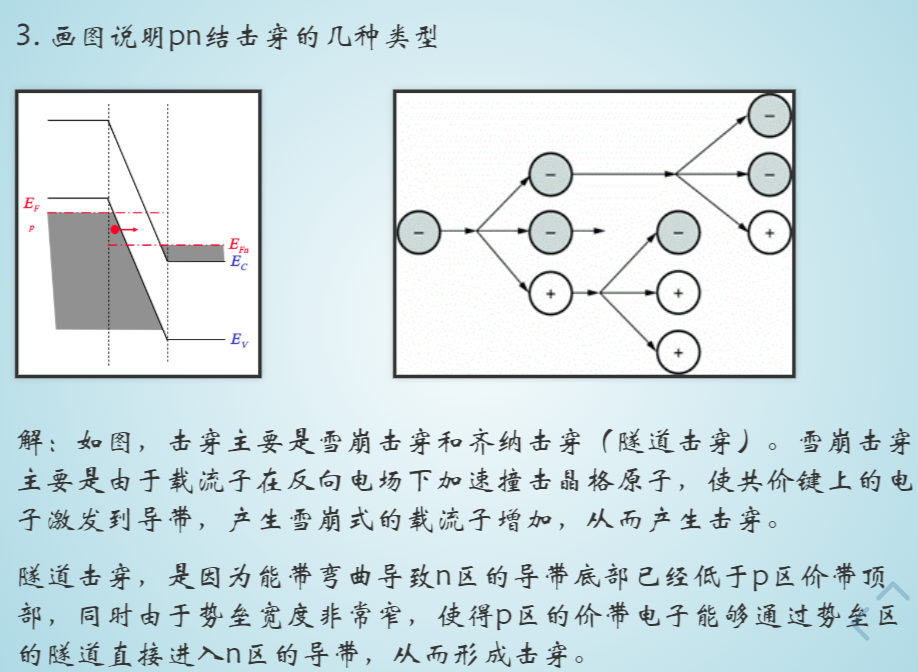 3. 画图说明pn结击穿的几种类型
E_F
p
E_Fn
E_C
E_V
−
−
−
−
−
+
−
+
+
+
解：如图，击穿主要是雪崩击穿和齐纳击穿（隧道击穿）。雪崩击穿
主要是由于载流子在反向电场下加速撞击晶格原子，使共价键上的电
子激发到导带，产生雪崩式的载流子增加，从而产生击穿。
隧道击穿，是因为能带弯曲导致n区的导带底部已经低于p区价带顶
部，同时由于势垒宽度非常窄，使得p区的价带电子能够通过势垒区
的隧道直接进入n区的导带，从而形成击穿。